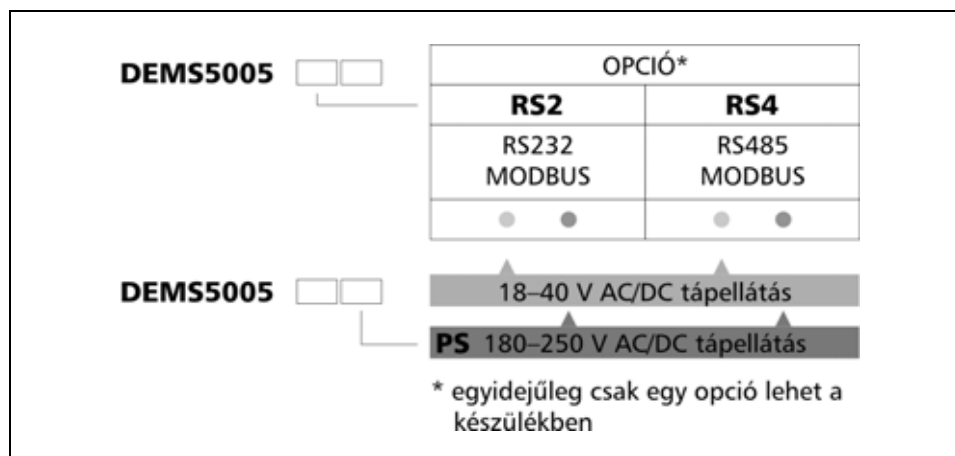 DEMS5005
OPCIÓ*
RS2 RS4
RS232 RS485
MODBUS MODBUS
DEMS5005
18–40 V AC/DC tápellátás
PS 180–250 V AC/DC tápellátás
* egyidejűleg csak egy opció lehet a
készülékben